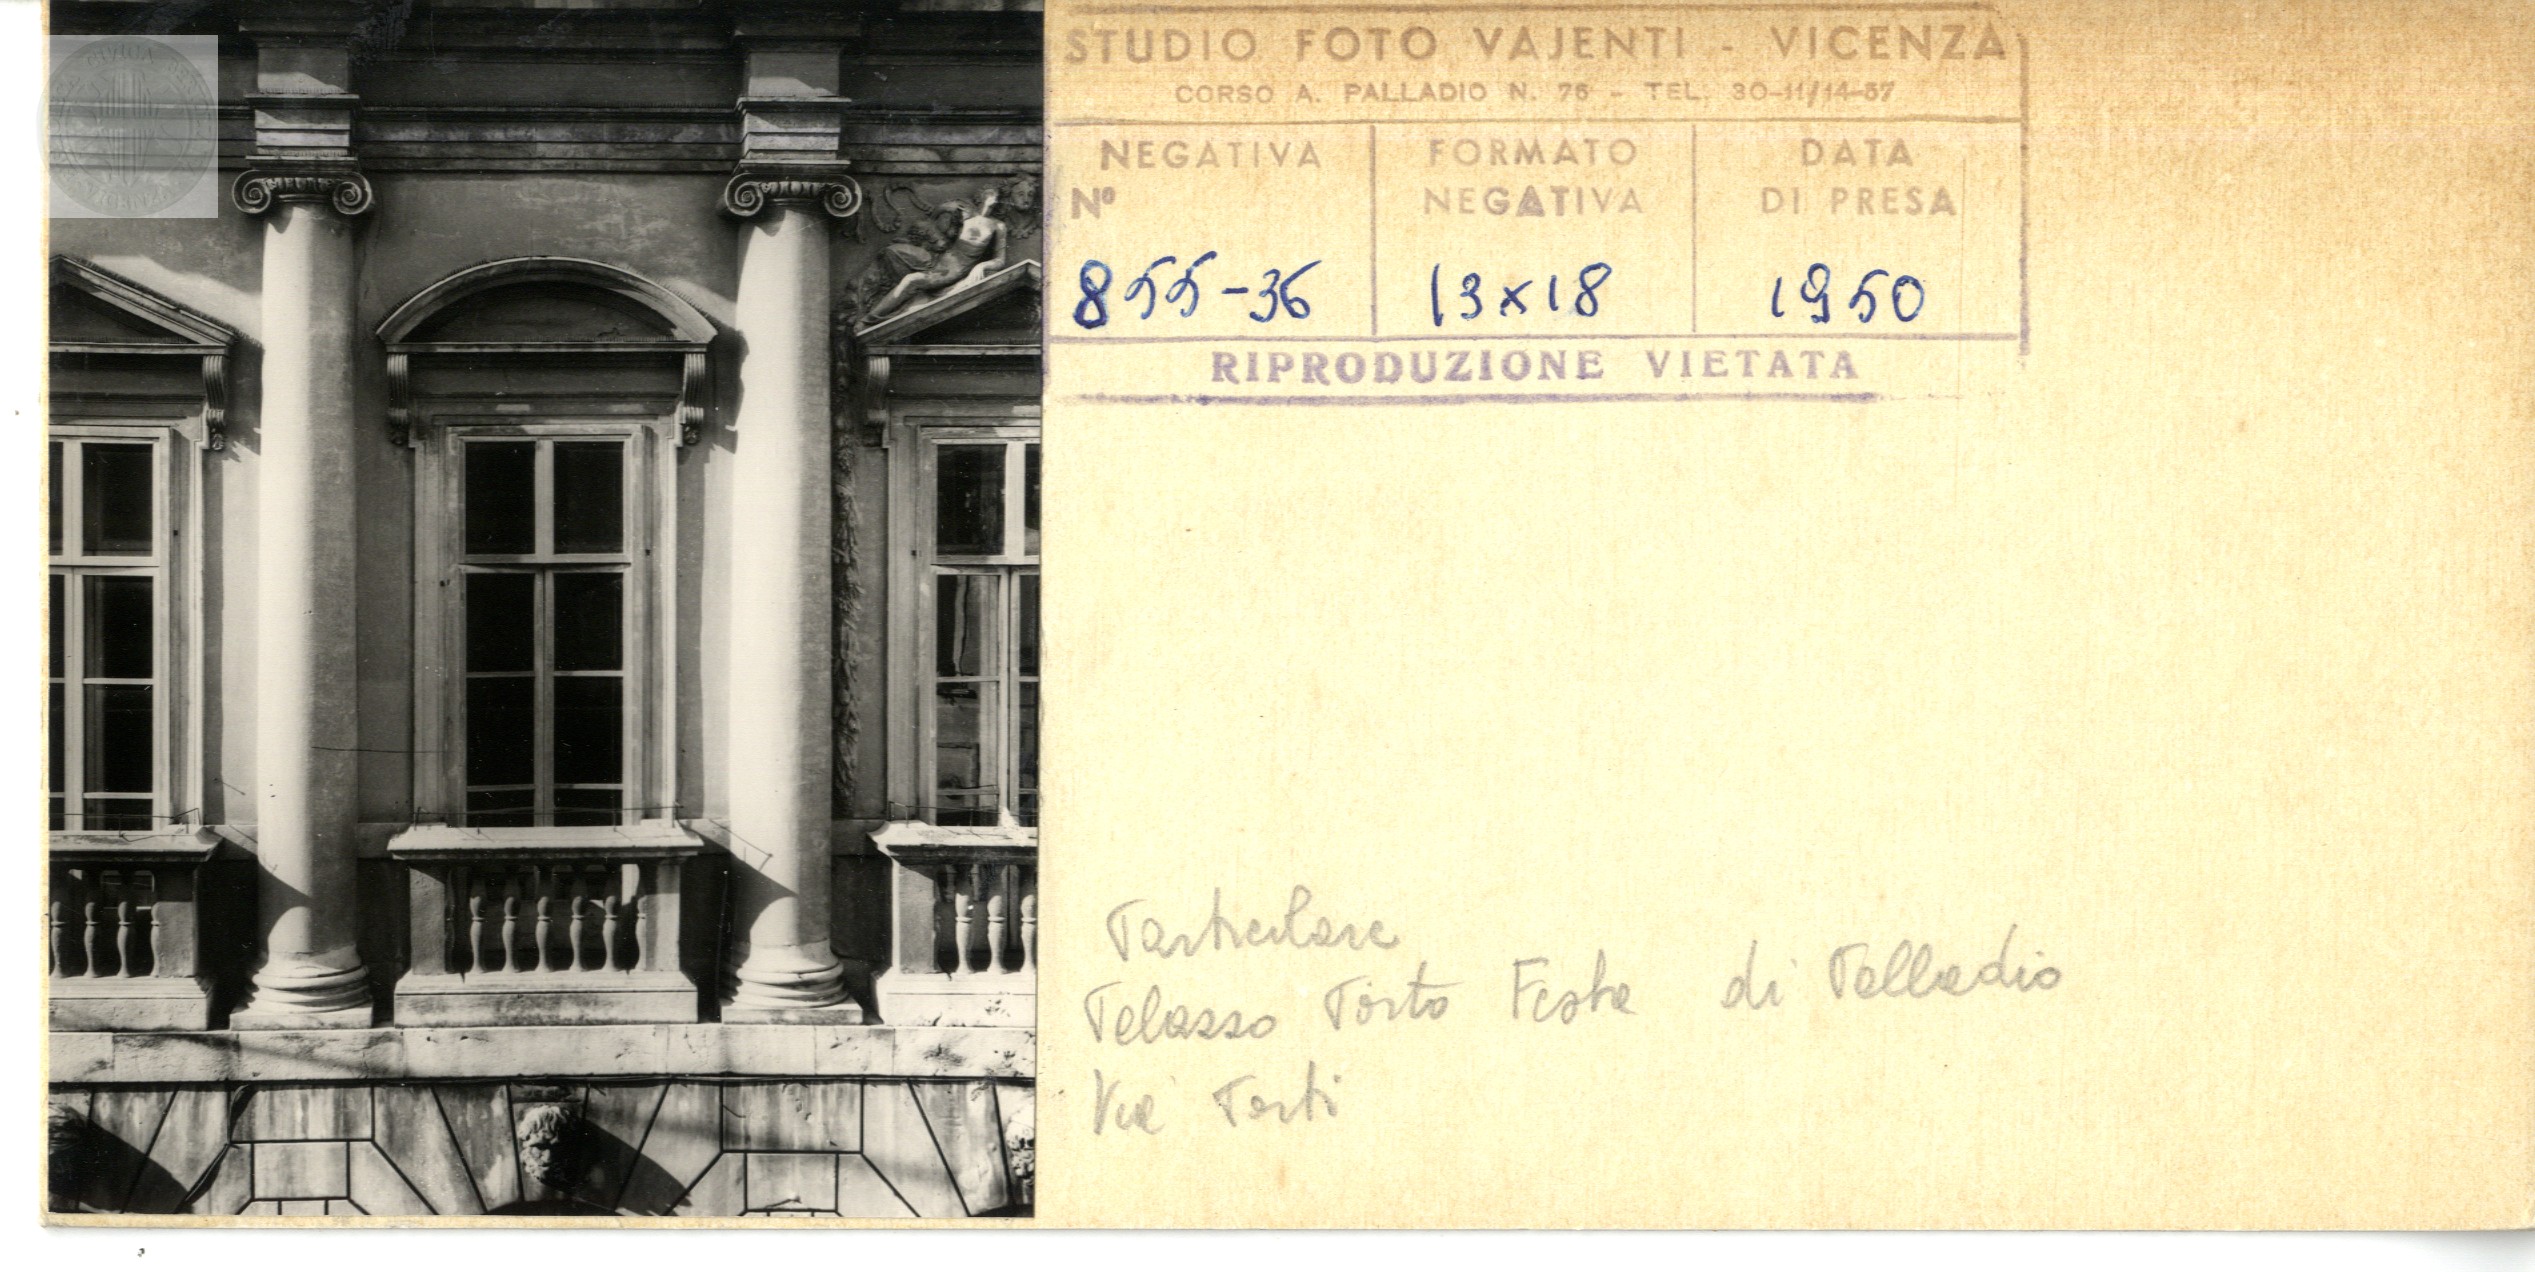 STUDIO FOTO VAJENTI - VICENZA
CORSO A. PALLADIO N. 76 - TEL. 30-11/14-57
NEGATIVA Nº
FORMATO NEGATIVA
DATA DI PRESA
855-36
13x18
1950
RIPRODUZIONE VIETATA
Particolare
Palazzo Porto Festa di Palladio
Via Porti